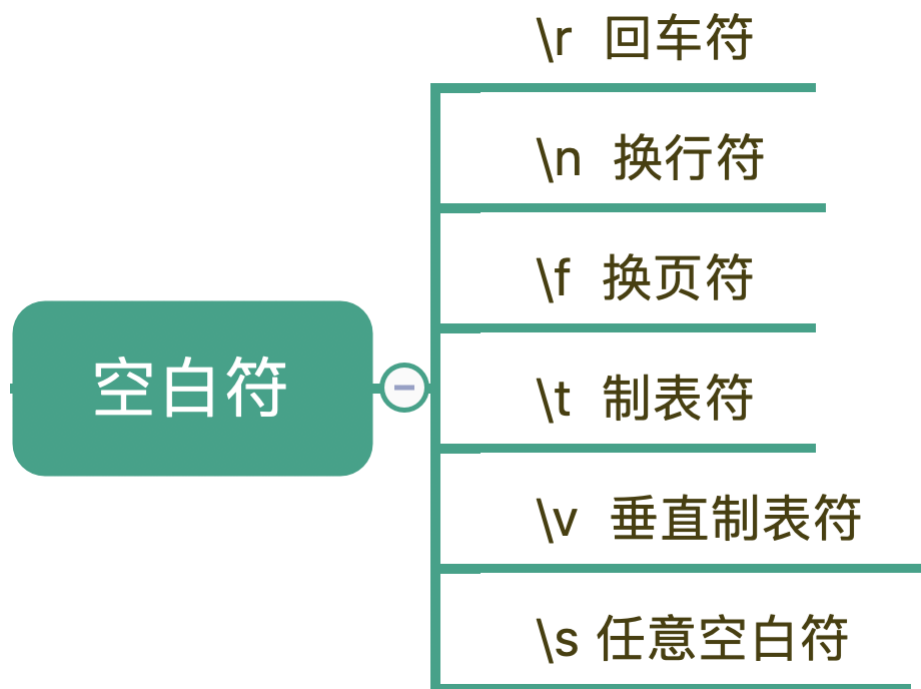 \r 回车符
\n 换行符
\f 换页符
空白符
\t 制表符
\v 垂直制表符
\s 任意空白符